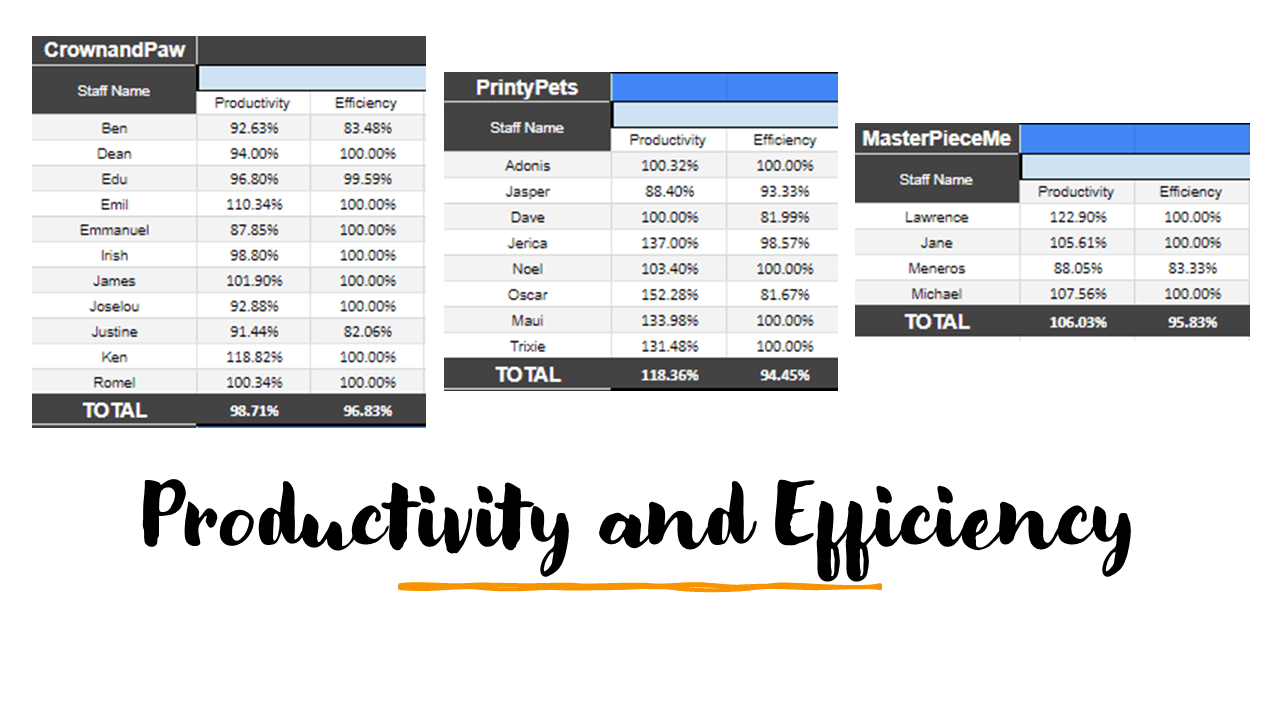 CrownandPaw
Staff Name
Productivity Efficiency
Ben 92.63% 83.48%
Dean 94.00% 100.00%
Edu 96.80% 99.59%
Emil 110.34% 100.00%
Emmanuel 87.85% 100.00%
Irish 98.80% 100.00%
James 101.90% 100.00%
Joselou 92.88% 100.00%
Justine 91.44% 82.06%
Ken 118.82% 100.00%
Romel 100.34% 100.00%
TOTAL 98.71% 96.83%
PrintyPets
Staff Name
Productivity Efficiency
Adonis 100.32% 100.00%
Jasper 88.40% 93.33%
Dave 100.00% 81.99%
Jerica 137.00% 98.57%
Noel 103.40% 100.00%
Oscar 152.28% 81.67%
Maui 133.98% 100.00%
Trixie 131.48% 100.00%
TOTAL 118.36% 94.45%
MasterPieceMe
Staff Name
Productivity Efficiency
Lawrence 122.90% 100.00%
Jane 105.61% 100.00%
Meneros 88.05% 83.33%
Michael 107.56% 100.00%
TOTAL 106.03% 95.83%
Productivity and Efficiency